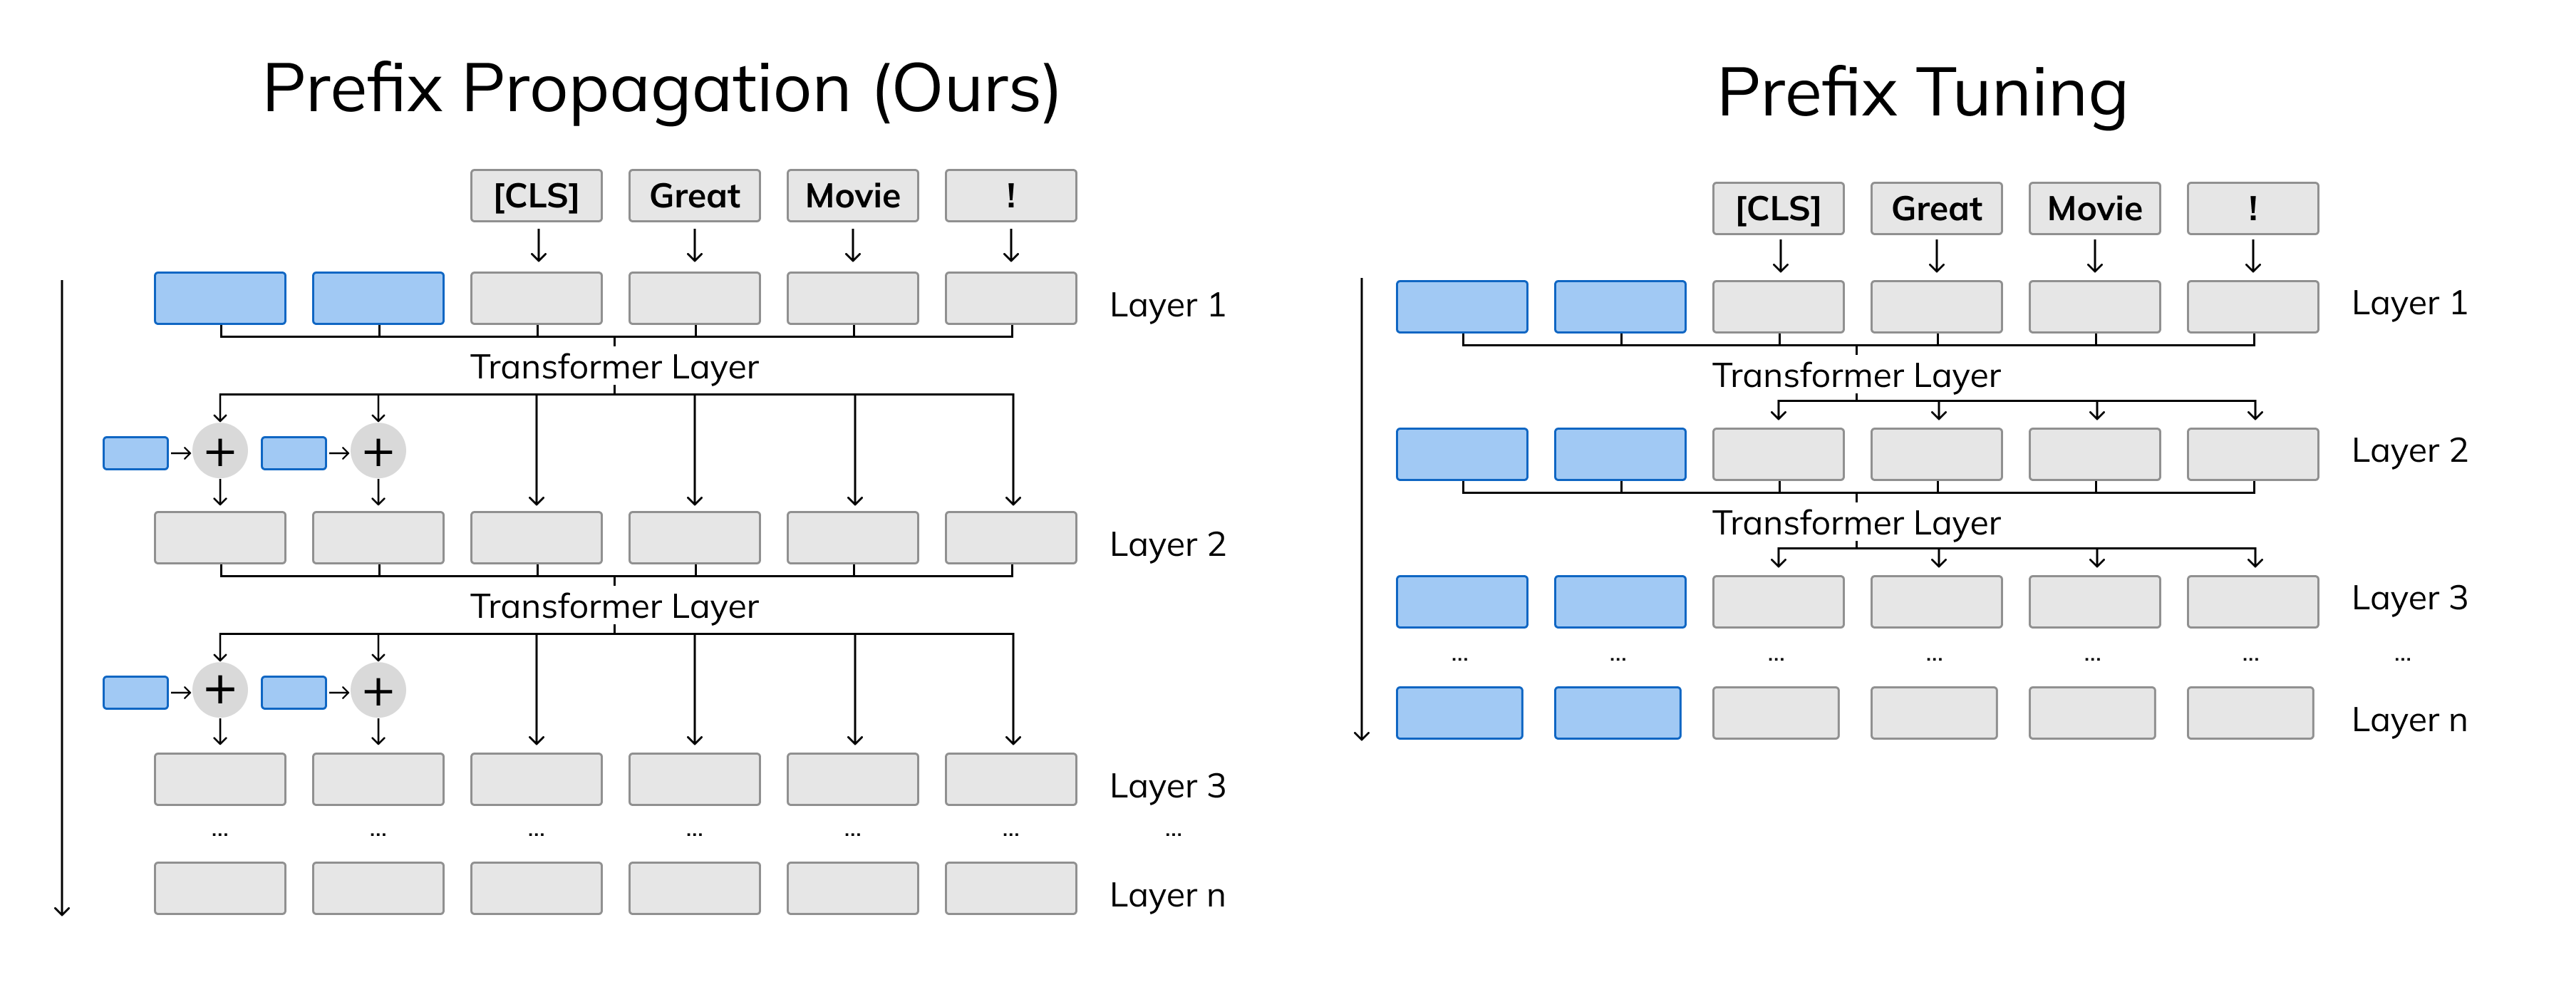 Prefix Propagation (Ours)
[CLS] Great Movie !
Layer 1
Transformer Layer
+ +
Layer 2
Transformer Layer
+ +
Layer 3
... ... ... ... ... ... ...
Layer n
Prefix Tuning
[CLS] Great Movie !
Layer 1
Transformer Layer
Layer 2
Transformer Layer
Layer 3
... ... ... ... ... ... ...
Layer n